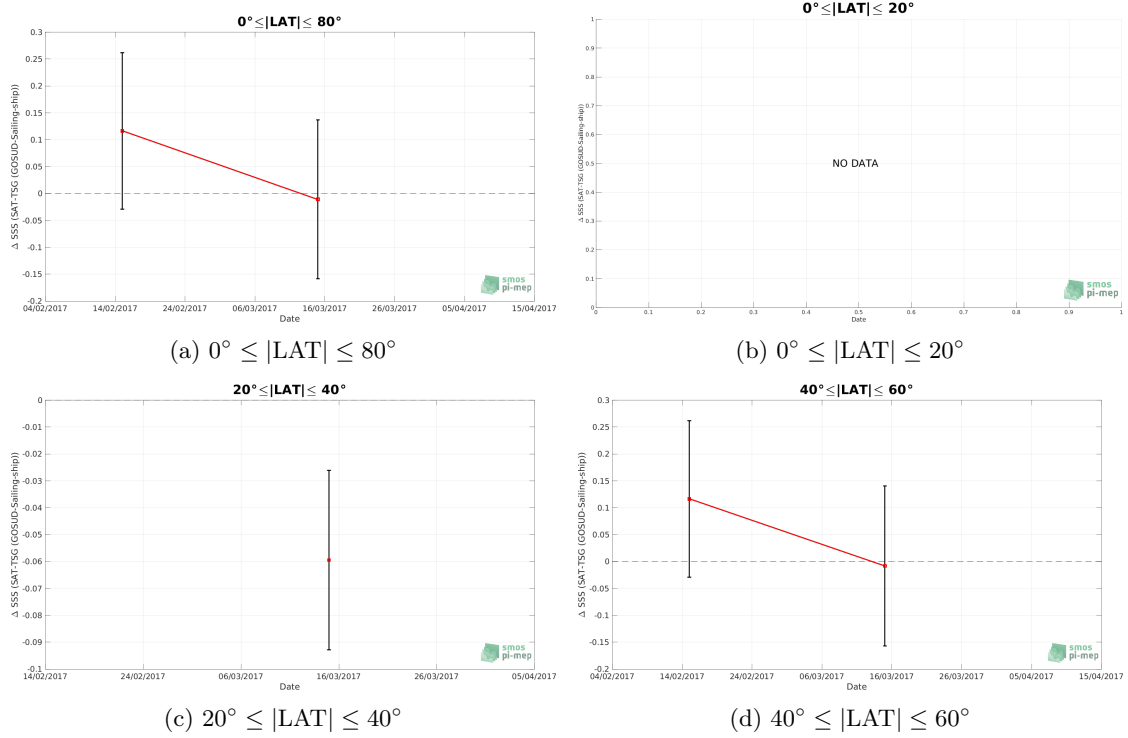 0°≤|LAT|≤ 80°
Δ SSS (SAT-TSG (GOSUD-Sailing-ship))
0.3
0.25
0.2
0.15
0.1
0.05
0
-0.05
-0.1
-0.15
-0.2
04/02/2017 14/02/2017 24/02/2017 06/03/2017 16/03/2017 26/03/2017 05/04/2017 15/04/2017
Date
smos
pi-mep
(a) 0° ≤ |LAT| ≤ 80°
0°≤|LAT|≤ 20°
Δ SSS (SAT-TSG (GOSUD-Sailing-ship))
1
0.9
0.8
0.7
0.6
0.5
0.4
0.3
0.2
0.1
0
NO DATA
0 0.1 0.2 0.3 0.4 0.5 0.6 0.7 0.8 0.9 1
Date
smos
pi-mep
(b) 0° ≤ |LAT| ≤ 20°
20°≤|LAT|≤ 40°
Δ SSS (SAT-TSG (GOSUD-Sailing-ship))
0
-0.01
-0.02
-0.03
-0.04
-0.05
-0.06
-0.07
-0.08
-0.09
-0.1
14/02/2017 24/02/2017 06/03/2017 16/03/2017 26/03/2017 05/04/2017
Date
smos
pi-mep
(c) 20° ≤ |LAT| ≤ 40°
40°≤|LAT|≤ 60°
Δ SSS (SAT-TSG (GOSUD-Sailing-ship))
0.3
0.25
0.2
0.15
0.1
0.05
0
-0.05
-0.1
-0.15
-0.2
04/02/2017 14/02/2017 24/02/2017 06/03/2017 16/03/2017 26/03/2017 05/04/2017 15/04/2017
Date
smos
pi-mep
(d) 40° ≤ |LAT| ≤ 60°